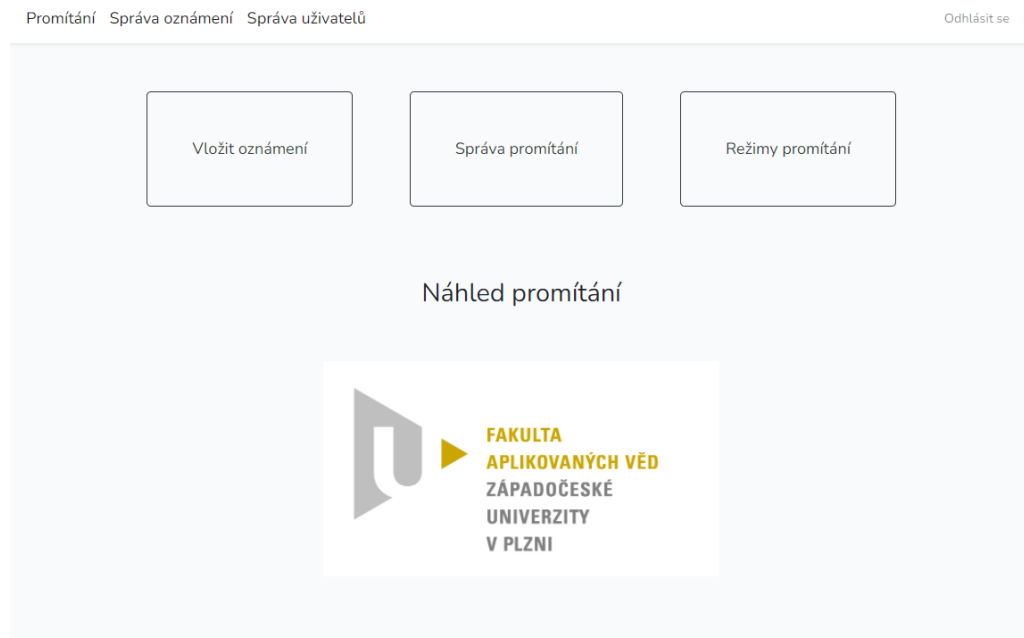 Promítání Správa oznámení Správa uživatelů Odhlásit se
Vložit oznámení Správa promítání Režimy promítání
Náhled promítání
FAKULTA
APLIKOVANÝCH VĚD
ZÁPADOČESKÉ
UNIVERZITY
V PLZNI